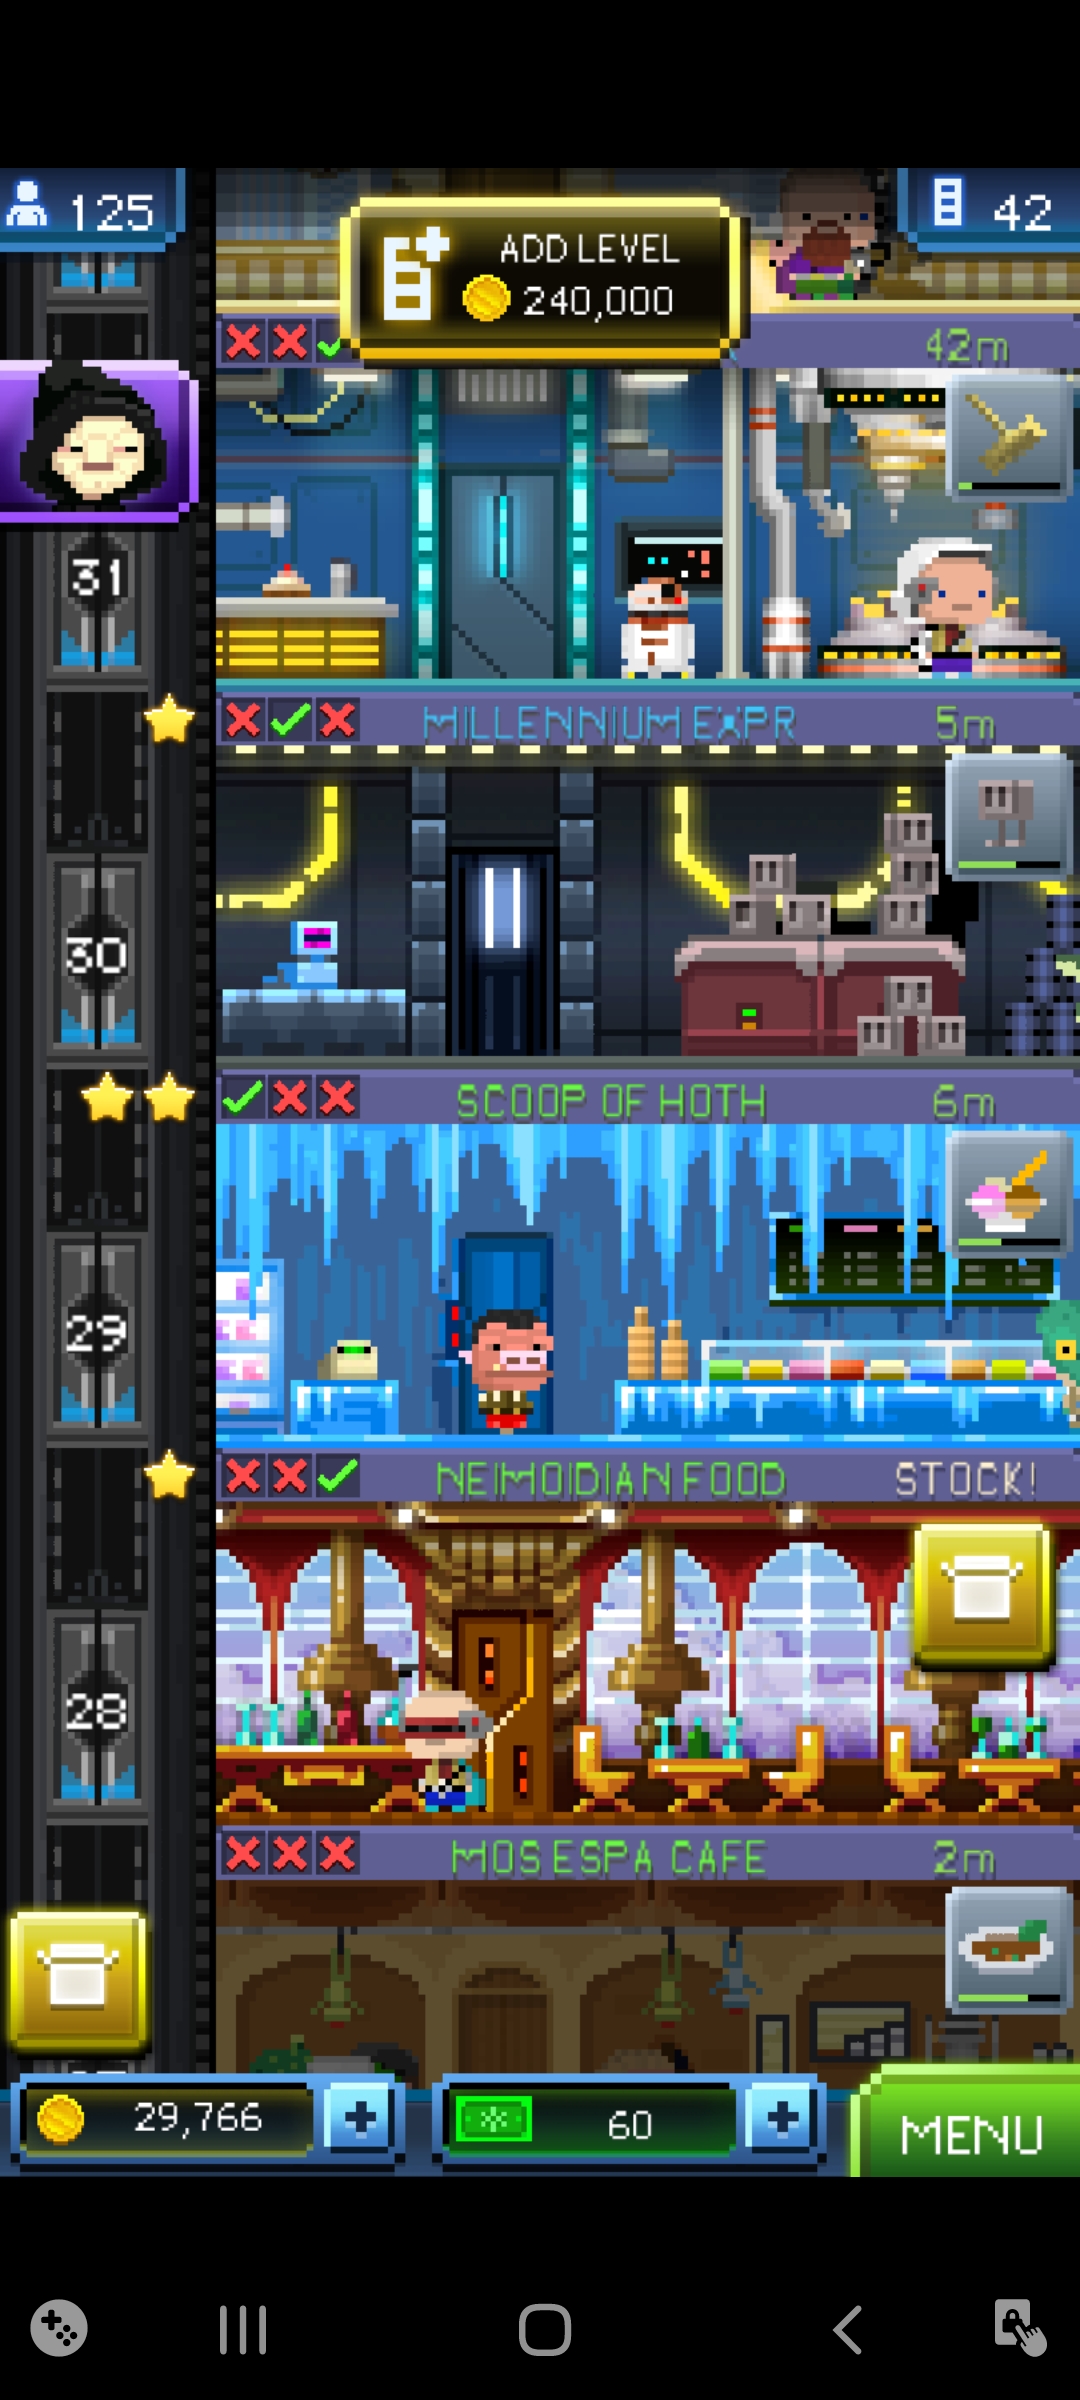 125
ADD LEVEL
240,000
42
42m
31
MILLENNIUM EXPR
5m
30
SCOOP OF HOTH
6m
29
NEIMOIDIAN FOOD
STOCK!
28
MOS ESPA CAFE
2m
29,766
60
MENU